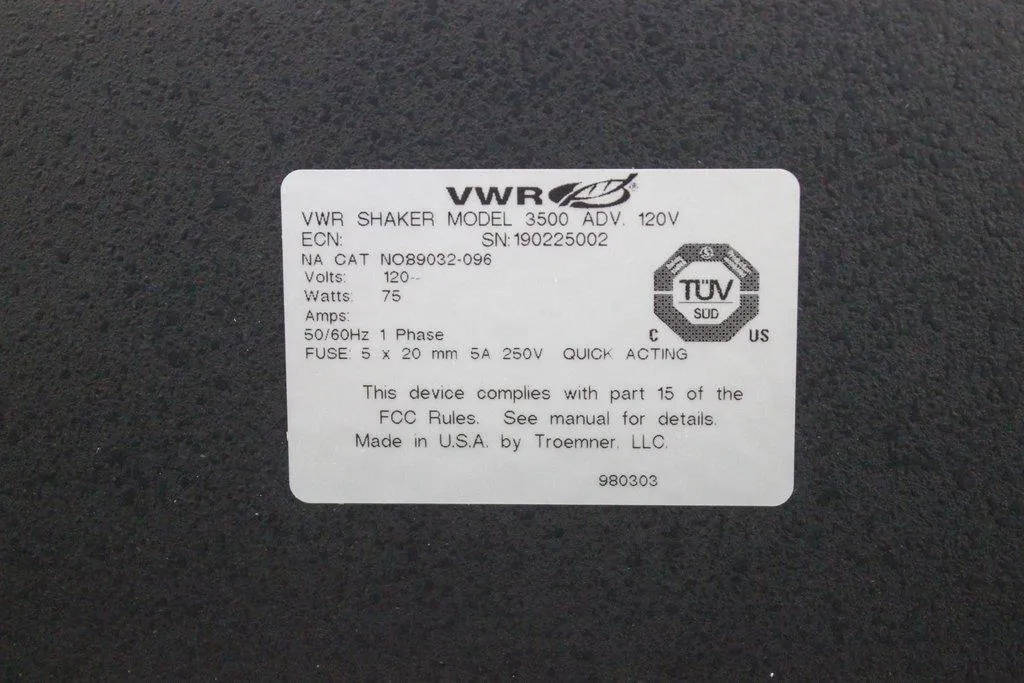 VWR®
VWR SHAKER MODEL 3500 ADV. 120V
ECN: SN:190225002
NA CAT NO89032-096
Volts: 120~
Watts: 75
Amps:
50/60Hz 1 Phase
FUSE: 5 x 20 mm 5A 250V QUICK ACTING
TÜV
SÜD
C US
This device complies with part 15 of the
FCC Rules. See manual for details.
Made in U.S.A. by Troemner, LLC.
980303